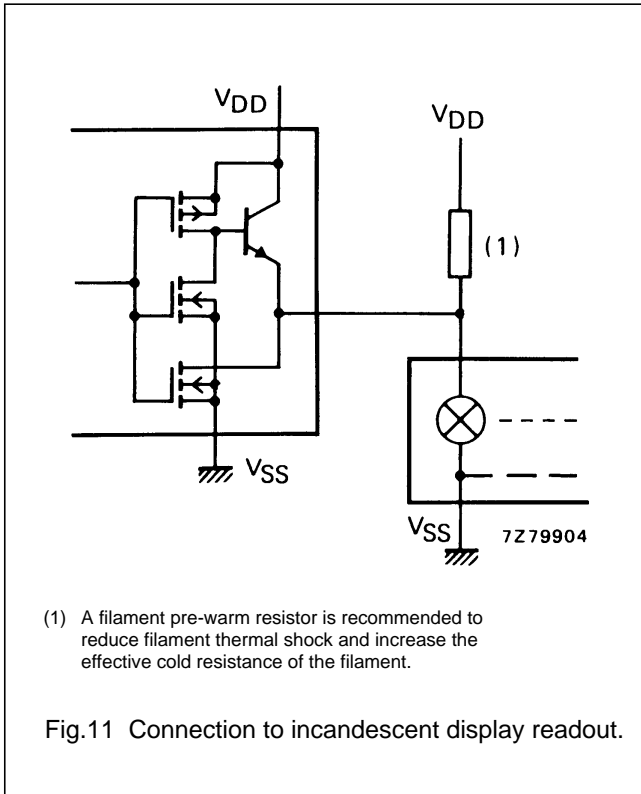 VDD
VDD
(1)
VSS
VSS
7Z79904
(1) A filament pre-warm resistor is recommended to
reduce filament thermal shock and increase the
effective cold resistance of the filament.
Fig.11 Connection to incandescent display readout.